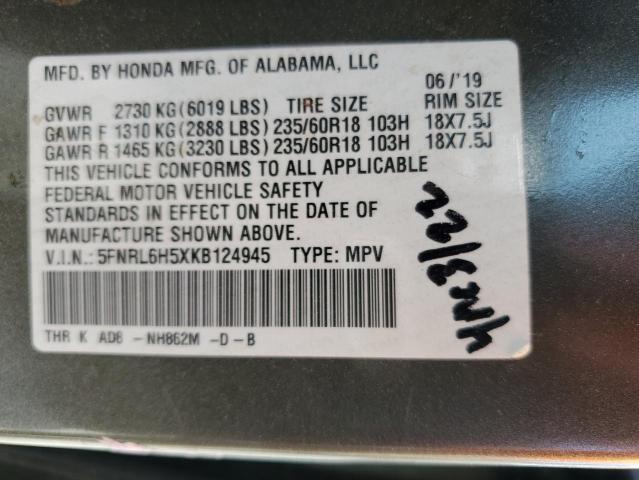 MFD. BY HONDA MFG. OF ALABAMA, LLC
06/'19
GVWR 2730 KG (6019 LBS) TIRE SIZE RIM SIZE
GAWR F 1310 KG (2888 LBS) 235/60R18 103H 18X7.5J
GAWR R 1465 KG (3230 LBS) 235/60R18 103H 18X7.5J
THIS VEHICLE CONFORMS TO ALL APPLICABLE
FEDERAL MOTOR VEHICLE SAFETY
STANDARDS IN EFFECT ON THE DATE OF
MANUFACTURE SHOWN ABOVE.
V.I.N.: 5FNRL6H5XKB124945 TYPE: MPV
THR K AD8 -NH862M -D-B